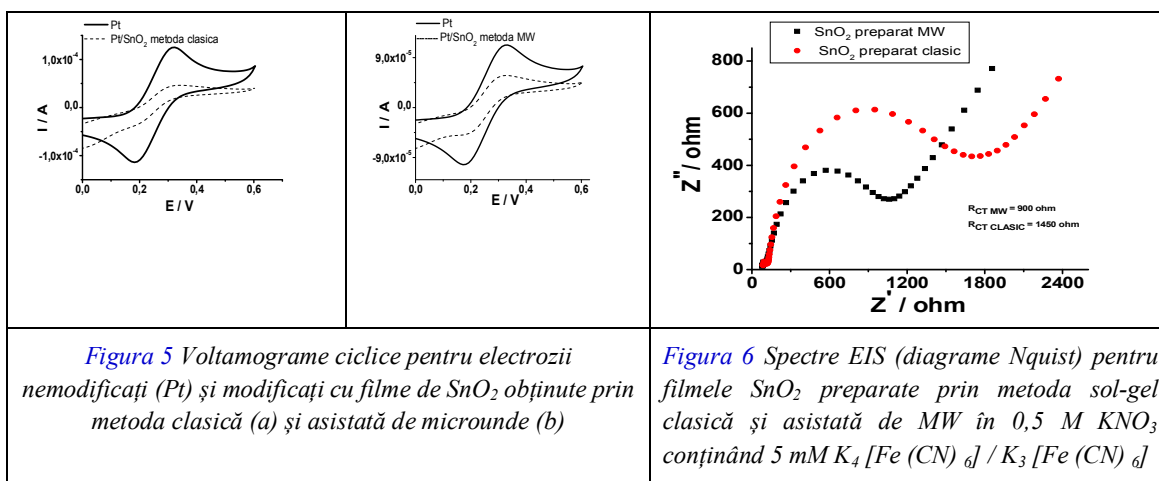 Pt
Pt/SnO₂ metoda clasica
1,0x10⁻⁴
0,0
-1,0x10⁻⁴
I / A
0,0 0,2 0,4 0,6
E / V
Pt
Pt/SnO₂ metoda MW
9,0x10⁻⁵
0,0
-9,0x10⁻⁵
I / A
0,0 0,2 0,4 0,6
E / V
SnO₂ preparat MW
SnO₂ preparat clasic
800
600
400
200
0
Z''/ ohm
R_CT MW = 900 ohm
R_CT CLASIC = 1450 ohm
0 600 1200 1800 2400
Z' / ohm
Figura 5 Voltamograme ciclice pentru electrozii
nemodificați (Pt) și modificați cu filme de SnO₂ obținute prin
metoda clasică (a) și asistată de microunde (b)
Figura 6 Spectre EIS (diagrame Nquist) pentru
filmele SnO₂ preparate prin metoda sol-gel
clasică și asistată de MW în 0,5 M KNO₃
conținând 5 mM K₄ [Fe (CN) ₆] / K₃ [Fe (CN) ₆]